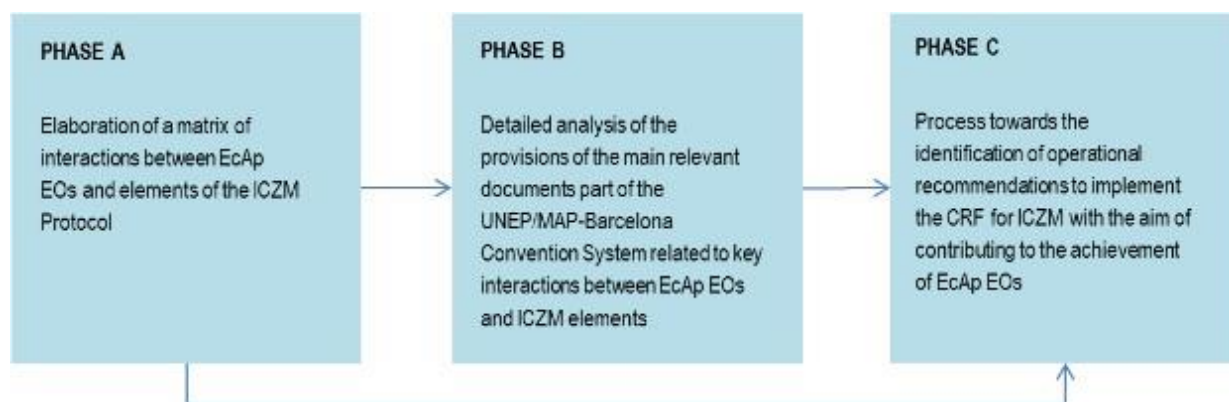 PHASE A
Elaboration of a matrix of
interactions between EcAp
EOs and elements of the ICZM
Protocol
PHASE B
Detailed analysis of the
provisions of the main relevant
documents part of the
UNEP/MAP-Barcelona
Convention System related to key
interactions between EcAp EOs
and ICZM elements
PHASE C
Process towards the
identification of operational
recommendations to implement
the CRF for ICZM with the aim of
contributing to the achievement
of EcAp EOs